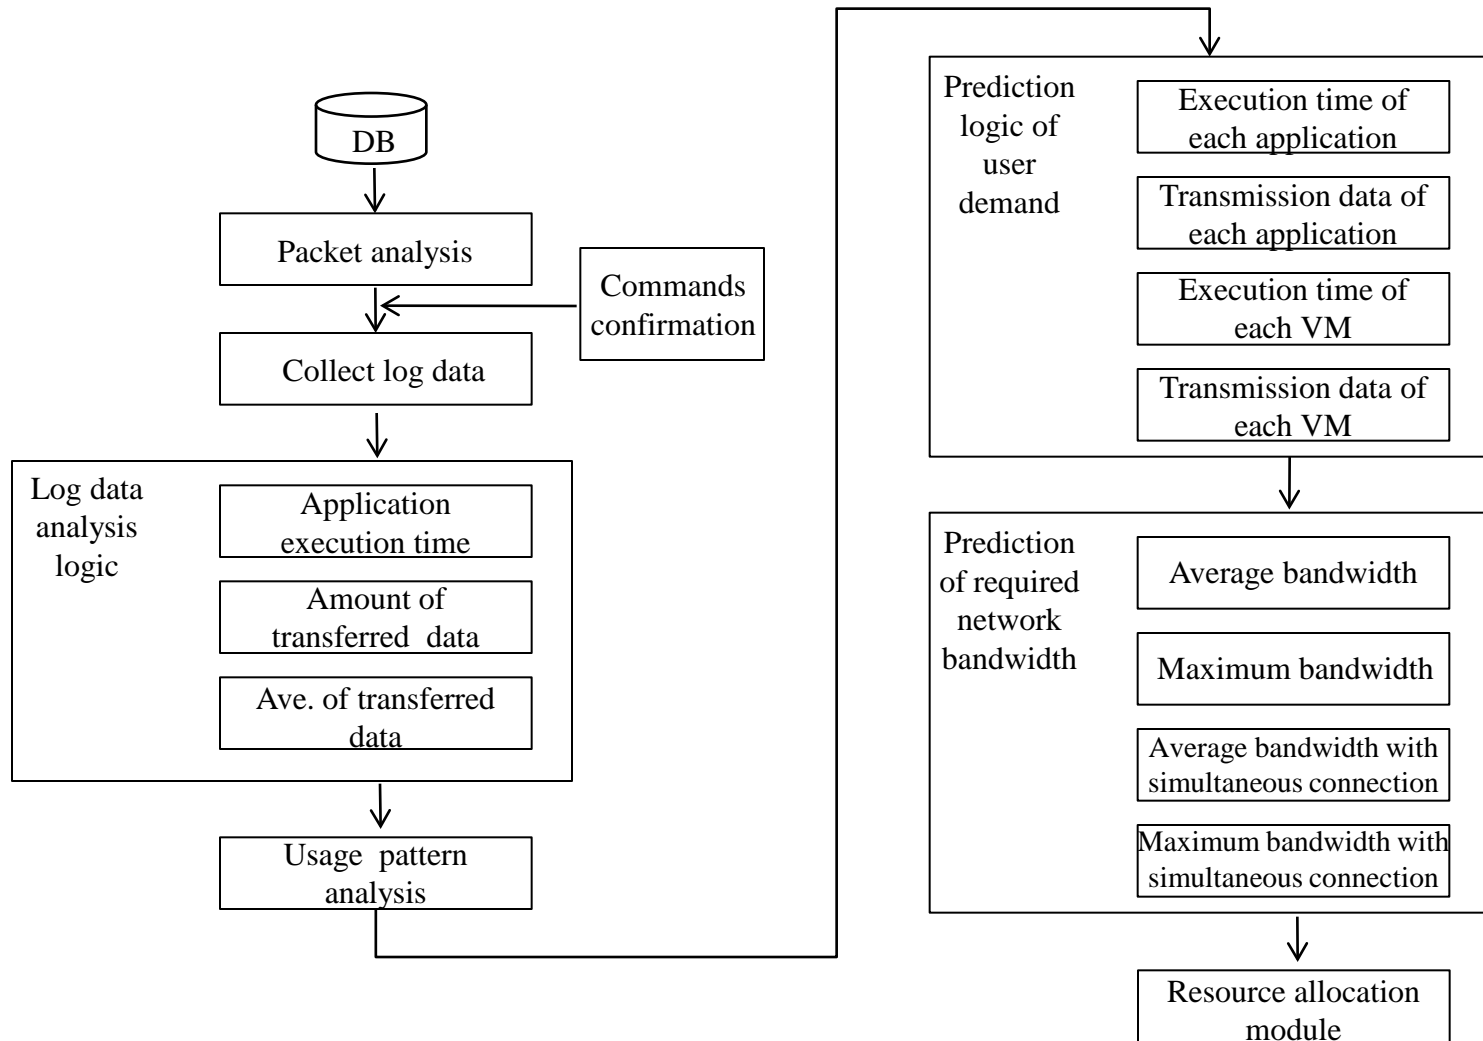 DB
Packet analysis
Commands
confirmation
Collect log data
Log data
analysis
logic
Application
execution time
Amount of
transferred data
Ave. of transferred
data
Usage pattern
analysis
Prediction
logic of
user
demand
Execution time of
each application
Transmission data of
each application
Execution time of
each VM
Transmission data of
each VM
Prediction
of required
network
bandwidth
Average bandwidth
Maximum bandwidth
Average bandwidth with
simultaneous connection
Maximum bandwidth with
simultaneous connection
Resource allocation
module